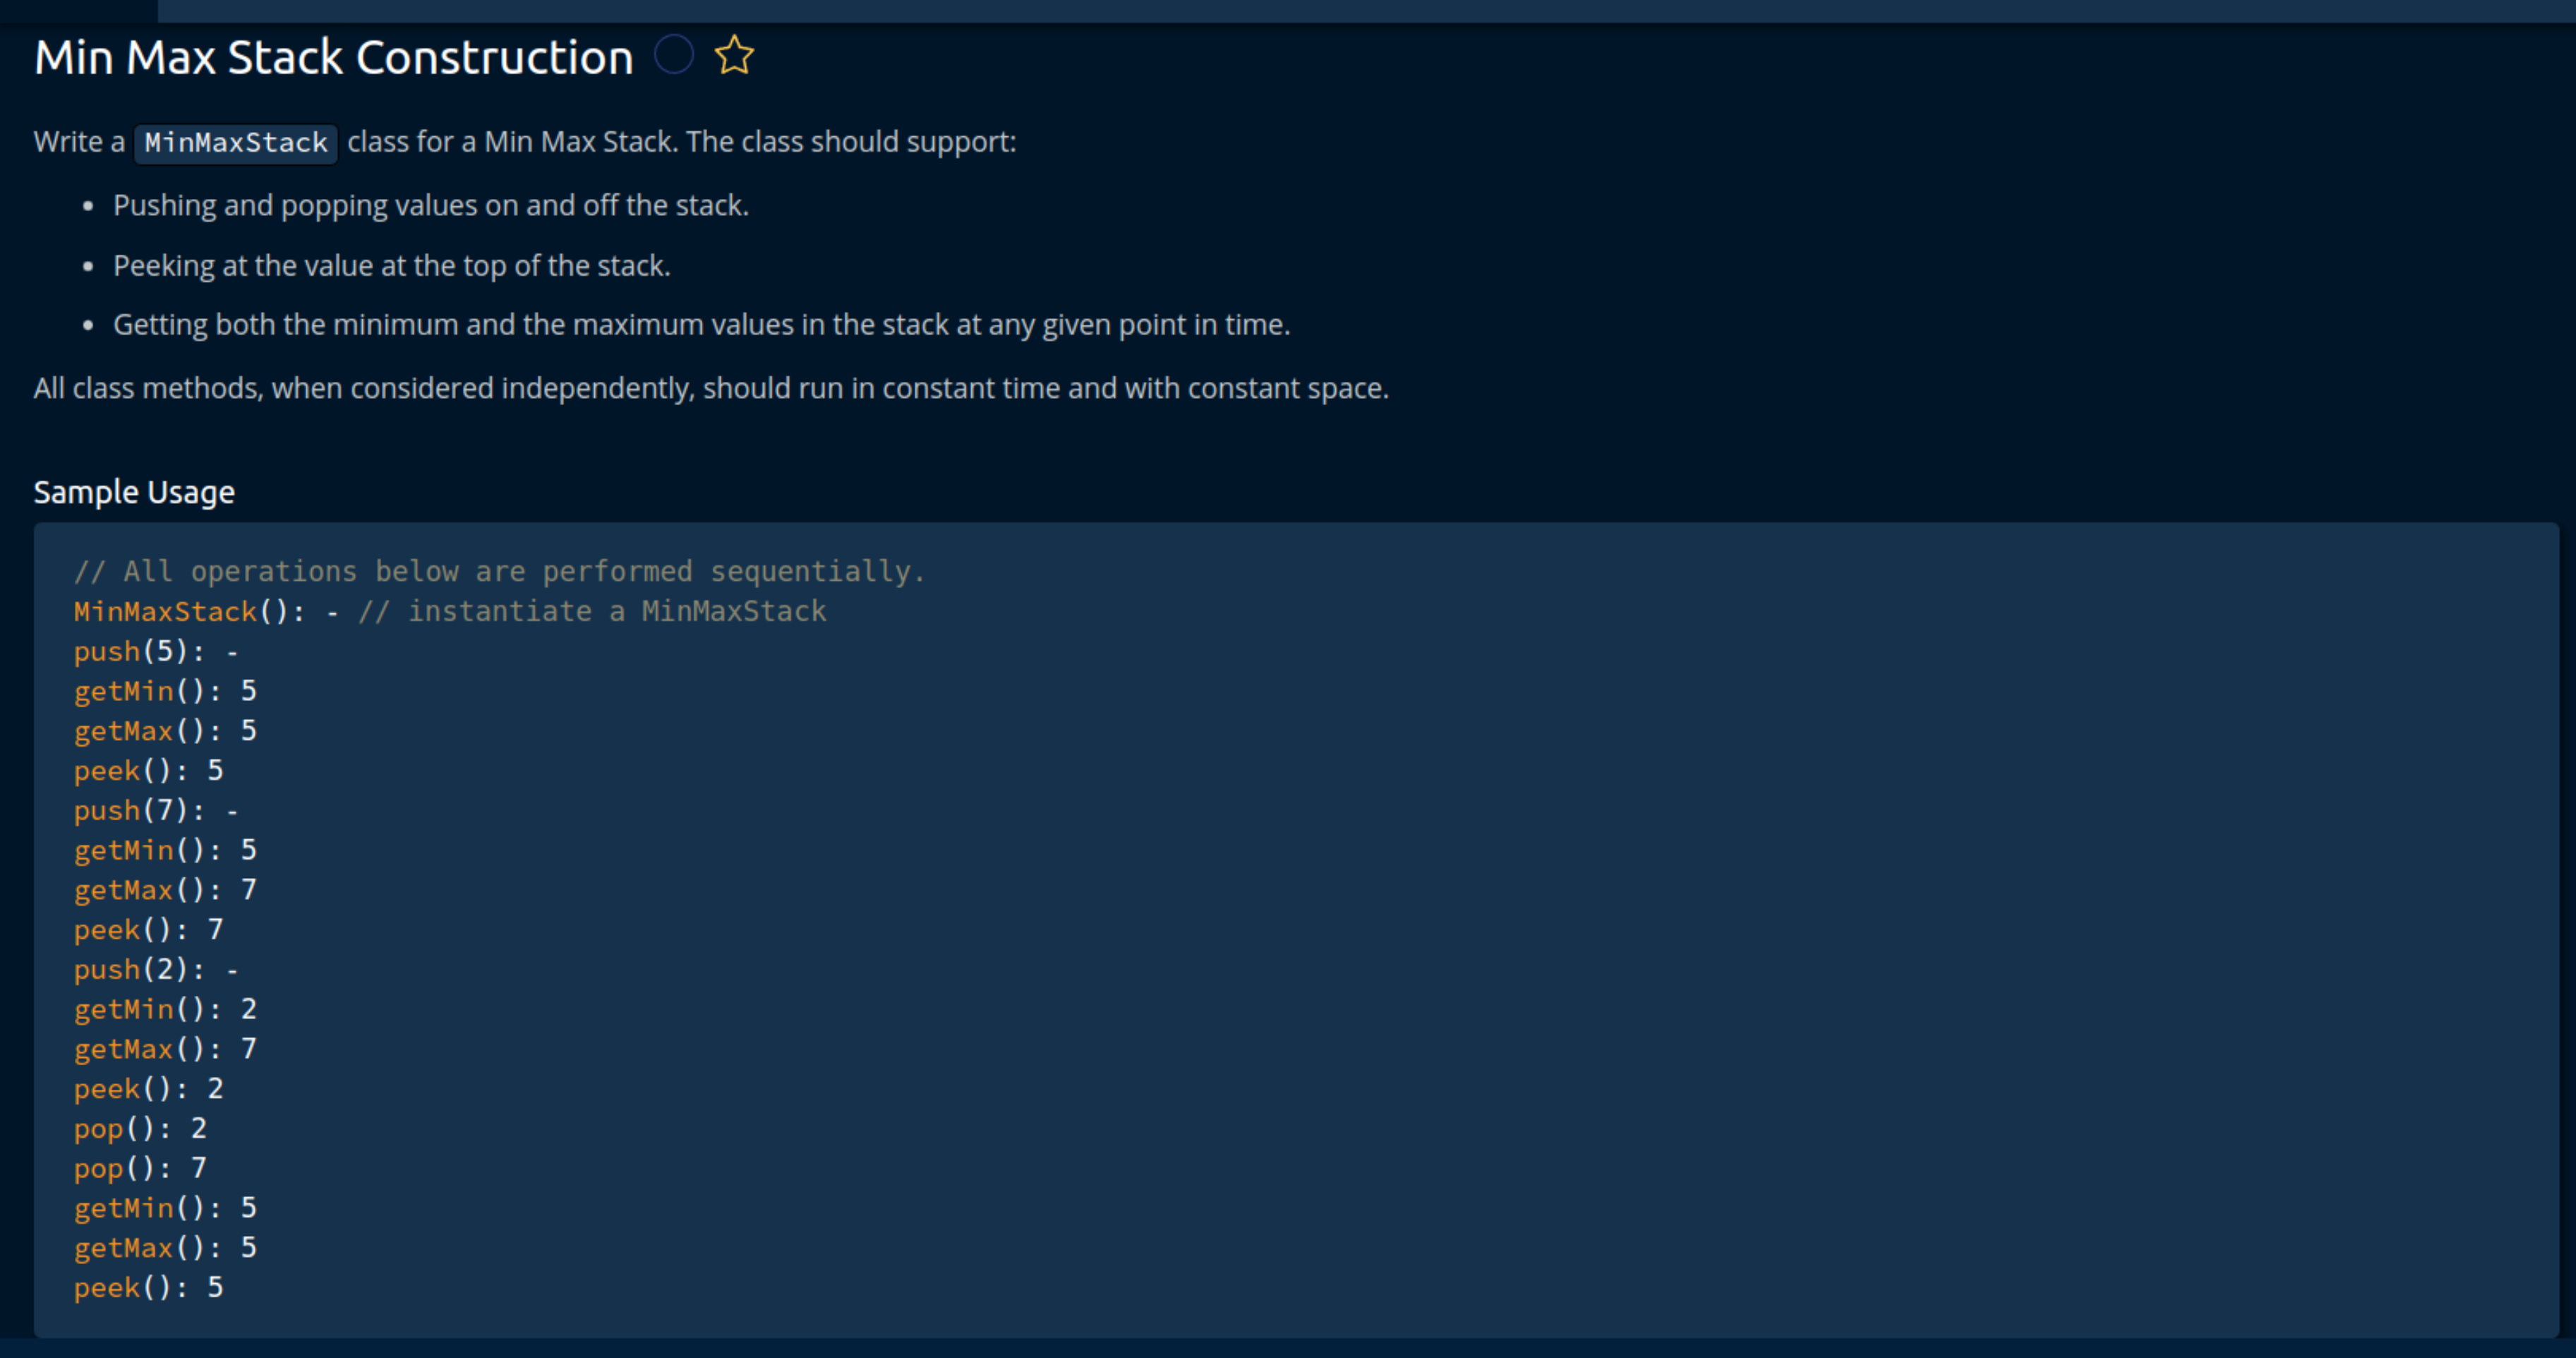 Min Max Stack Construction
Write a MinMaxStack class for a Min Max Stack. The class should support:
• Pushing and popping values on and off the stack.
• Peeking at the value at the top of the stack.
• Getting both the minimum and the maximum values in the stack at any given point in time.
All class methods, when considered independently, should run in constant time and with constant space.
Sample Usage
// All operations below are performed sequentially.
MinMaxStack(): - // instantiate a MinMaxStack
push(5): -
getMin(): 5
getMax(): 5
peek(): 5
push(7): -
getMin(): 5
getMax(): 7
peek(): 7
push(2): -
getMin(): 2
getMax(): 7
peek(): 2
pop(): 2
pop(): 7
getMin(): 5
getMax(): 5
peek(): 5